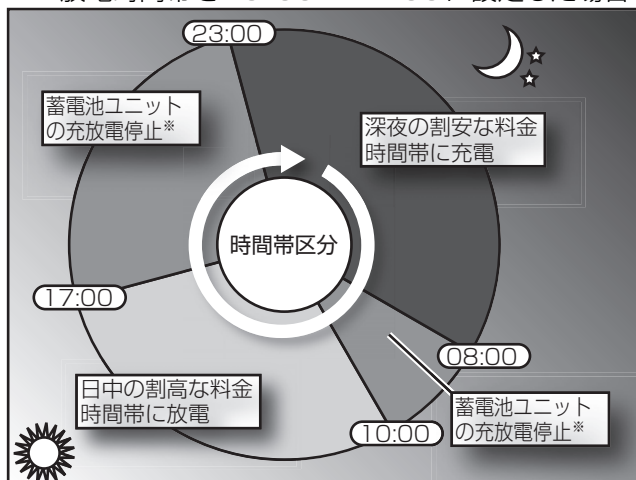 23:00
蓄電池ユニット
の充放電停止※
深夜の割安な料金
時間帯に充電
時間帯区分
17:00
08:00
日中の割高な料金
時間帯に放電
10:00
蓄電池ユニット
の充放電停止※